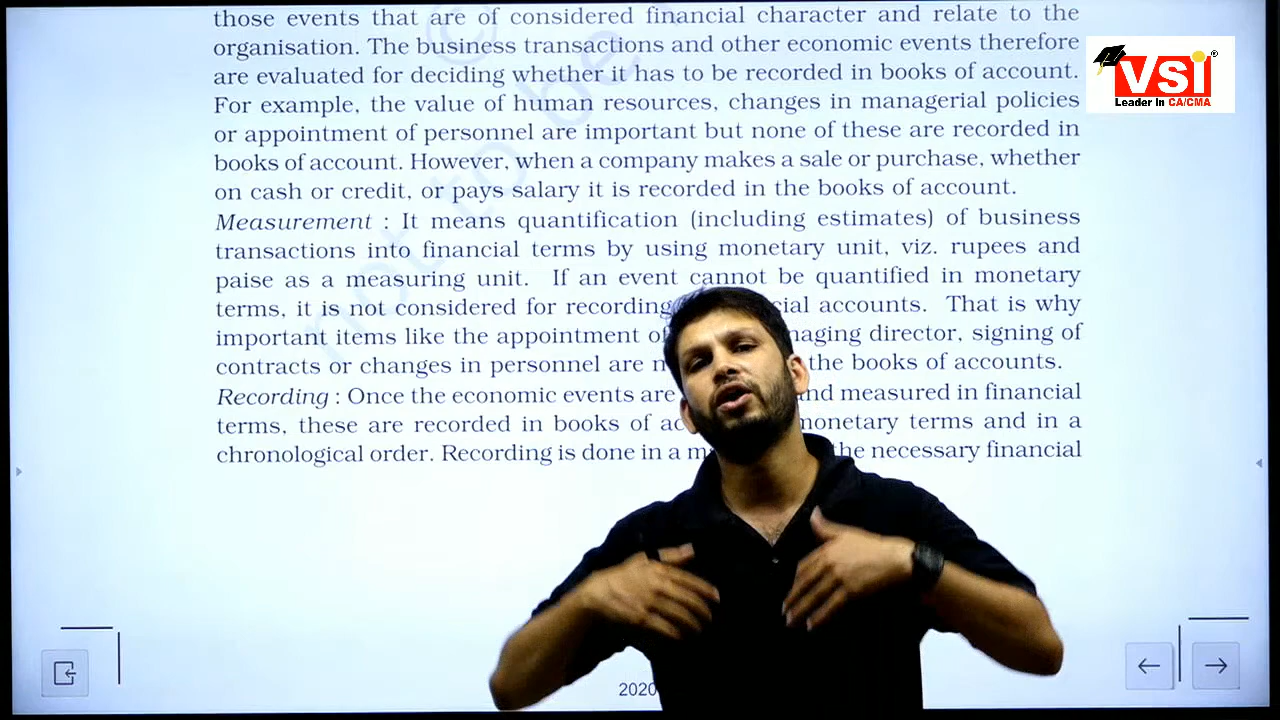 those events that are of considered financial character and relate to the
organisation. The business transactions and other economic events therefore
are evaluated for deciding whether it has to be recorded in books of account.
For example, the value of human resources, changes in managerial policies
or appointment of personnel are important but none of these are recorded in
books of account. However, when a company makes a sale or purchase, whether
on cash or credit, or pays salary it is recorded in the books of account.
Measurement : It means quantification (including estimates) of business
transactions into financial terms by using monetary unit, viz. rupees and
paise as a measuring unit. If an event cannot be quantified in monetary
terms, it is not considered for recording cial accounts. That is why
important items like the appointment of naging director, signing of
contracts or changes in personnel are n the books of accounts.
Recording : Once the economic events are nd measured in financial
terms, these are recorded in books of ac monetary terms and in a
chronological order. Recording is done in a m the necessary financial
©
not to be
VSI®
Leader In CA/CMA
2020